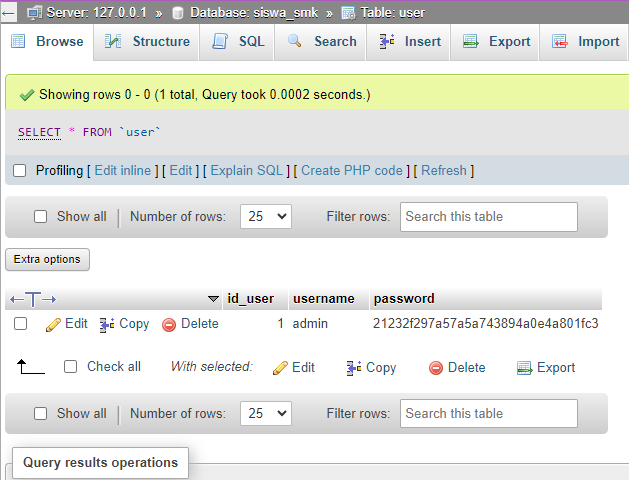 Server: 127.0.0.1 » Database: siswa_smk » Table: user
Browse Structure SQL Search Insert Export Import
Showing rows 0 - 0 (1 total, Query took 0.0002 seconds.)
SELECT * FROM `user`
Profiling [ Edit inline ] [ Edit ] [ Explain SQL ] [ Create PHP code ] [ Refresh ]
Show all Number of rows: 25 Filter rows: Search this table
Extra options
id_user username password
Edit Copy Delete 1 admin 21232f297a57a5a743894a0e4a801fc3
Check all With selected: Edit Copy Delete Export
Show all Number of rows: 25 Filter rows: Search this table
Query results operations